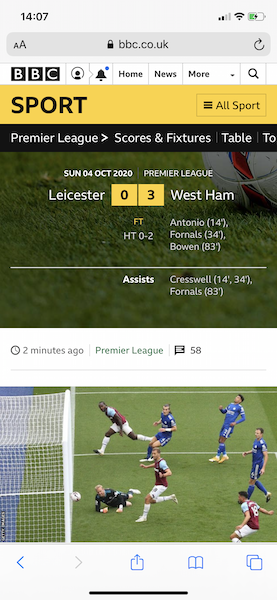 14:07
AA bbc.co.uk
BBC Home News More
SPORT All Sport
Premier League > Scores & Fixtures Table To
SUN 04 OCT 2020 PREMIER LEAGUE
Leicester 0 3 West Ham
FT Antonio (14'),
HT 0-2 Fornals (34'),
Bowen (83')
Assists Cresswell (14', 34'),
Fornals (83')
2 minutes ago Premier League 58
GETTY IMAGES